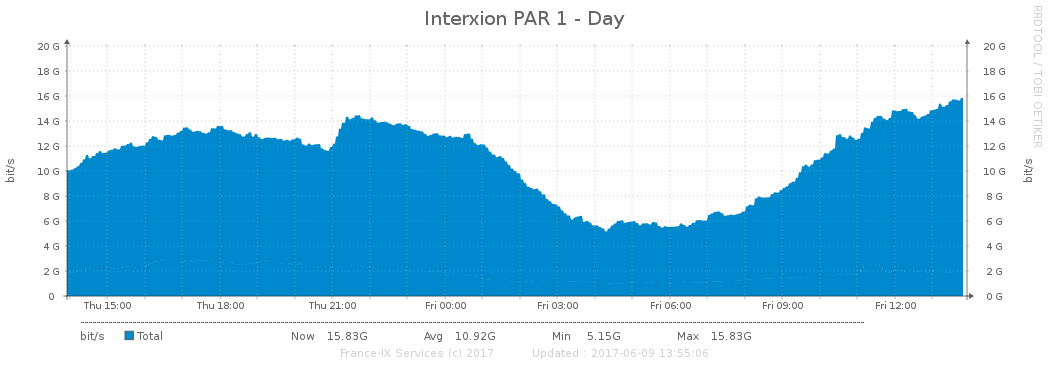 Interxion PAR 1 - Day
RRDTOOL / TOBI OETIKER
20 G 20 G
18 G 18 G
16 G 16 G
14 G 14 G
12 G 12 G
10 G 10 G
8 G 8 G
6 G 6 G
4 G 4 G
2 G 2 G
0 0 G
bit/s bit/s
Thu 15:00 Thu 18:00 Thu 21:00 Fri 00:00 Fri 03:00 Fri 06:00 Fri 09:00 Fri 12:00
bit/s Total Now 15.83G Avg 10.92G Min 5.15G Max 15.83G
France-IX Services (c) 2017 Updated : 2017-06-09 13:55:06